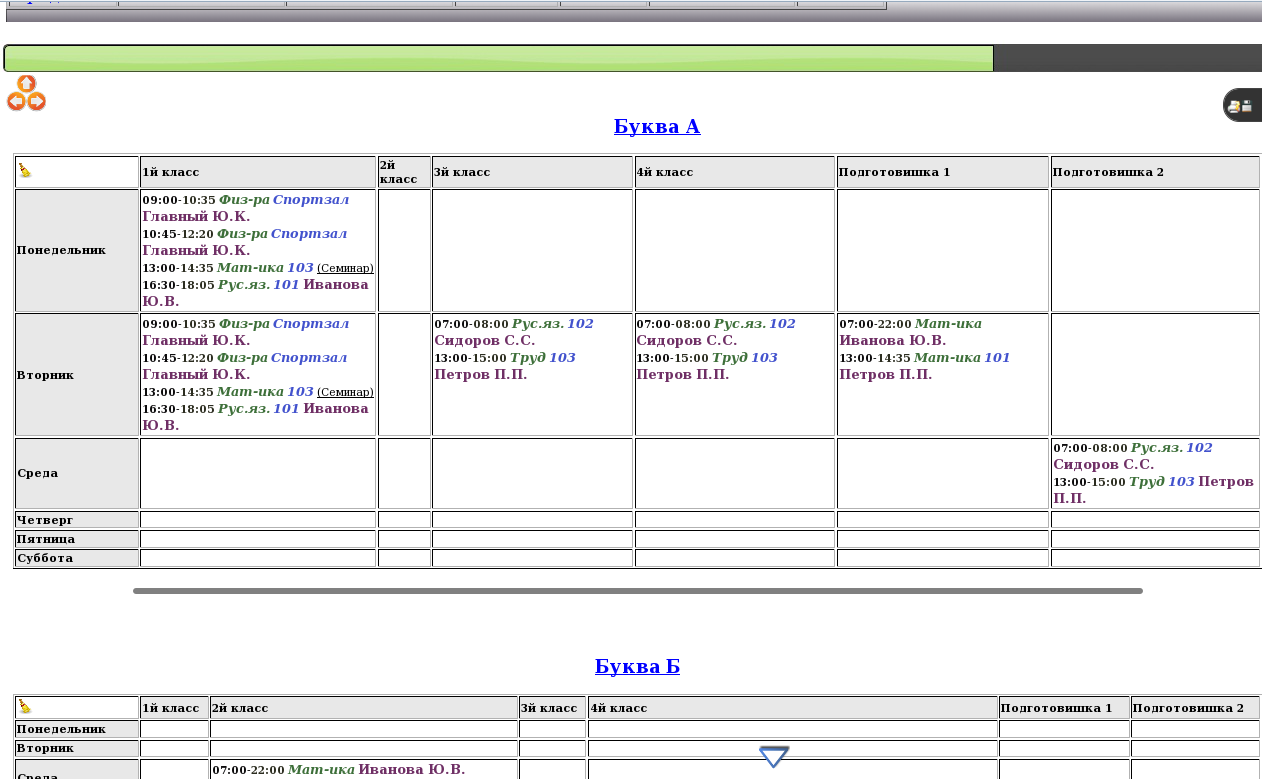 Буква А
1й класс
2й
класс
3й класс
4й класс
Подготовишка 1
Подготовишка 2
Понедельник
09:00-10:35 Физ-ра Спортзал
Главный Ю.К.
10:45-12:20 Физ-ра Спортзал
Главный Ю.К.
13:00-14:35 Мат-ика 103 (Семинар)
16:30-18:05 Рус.яз. 101 Иванова
Ю.В.
Вторник
09:00-10:35 Физ-ра Спортзал
Главный Ю.К.
10:45-12:20 Физ-ра Спортзал
Главный Ю.К.
13:00-14:35 Мат-ика 103 (Семинар)
16:30-18:05 Рус.яз. 101 Иванова
Ю.В.
07:00-08:00 Рус.яз. 102
Сидоров С.С.
13:00-15:00 Труд 103
Петров П.П.
07:00-08:00 Рус.яз. 102
Сидоров С.С.
13:00-15:00 Труд 103
Петров П.П.
07:00-22:00 Мат-ика
Иванова Ю.В.
13:00-14:35 Мат-ика 101
Петров П.П.
Среда
07:00-08:00 Рус.яз. 102
Сидоров С.С.
13:00-15:00 Труд 103 Петров
П.П.
Четверг
Пятница
Суббота
Буква Б
1й класс
2й класс
3й класс
4й класс
Подготовишка 1
Подготовишка 2
Понедельник
Вторник
Среда
07:00-22:00 Мат-ика Иванова Ю.В.